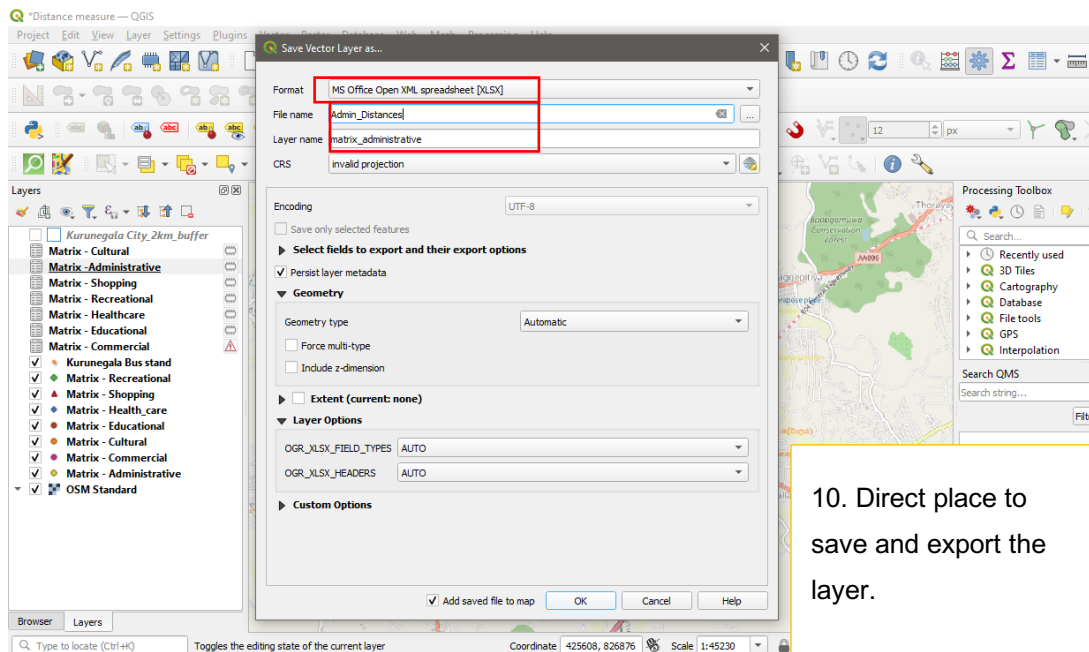 *Distance measure — QGIS
Project Edit View Layer Settings Plugins
Save Vector Layer as...
Format MS Office Open XML spreadsheet [XLSX]
File name Admin_Distances
Layer name matrix_administrative
CRS invalid projection
Encoding UTF-8
Save only selected features
Select fields to export and their export options
Persist layer metadata
Geometry
Geometry type Automatic
Force multi-type
Include z-dimension
Extent (current: none)
Layer Options
OGR_XLSX_FIELD_TYPES AUTO
OGR_XLSX_HEADERS AUTO
Custom Options
Add saved file to map OK Cancel Help
Layers
Kurunegala City_2km_buffer
Matrix - Cultural
Matrix -Administrative
Matrix - Shopping
Matrix - Recreational
Matrix - Healthcare
Matrix - Educational
Matrix - Commercial
Kurunegala Bus stand
Matrix - Recreational
Matrix - Shopping
Matrix - Health_care
Matrix - Educational
Matrix - Cultural
Matrix - Commercial
Matrix - Administrative
OSM Standard
Browser Layers
12 px
Badagamuwa
Conservation
Forest
AA006
Processing Toolbox
Search...
Recently used
3D Tiles
Cartography
Database
File tools
GPS
Interpolation
Search QMS
Search string...
10. Direct place to
save and export the
layer.
Type to locate (Ctrl+K) Toggles the editing state of the current layer Coordinate 425608, 826876 Scale 1:45230